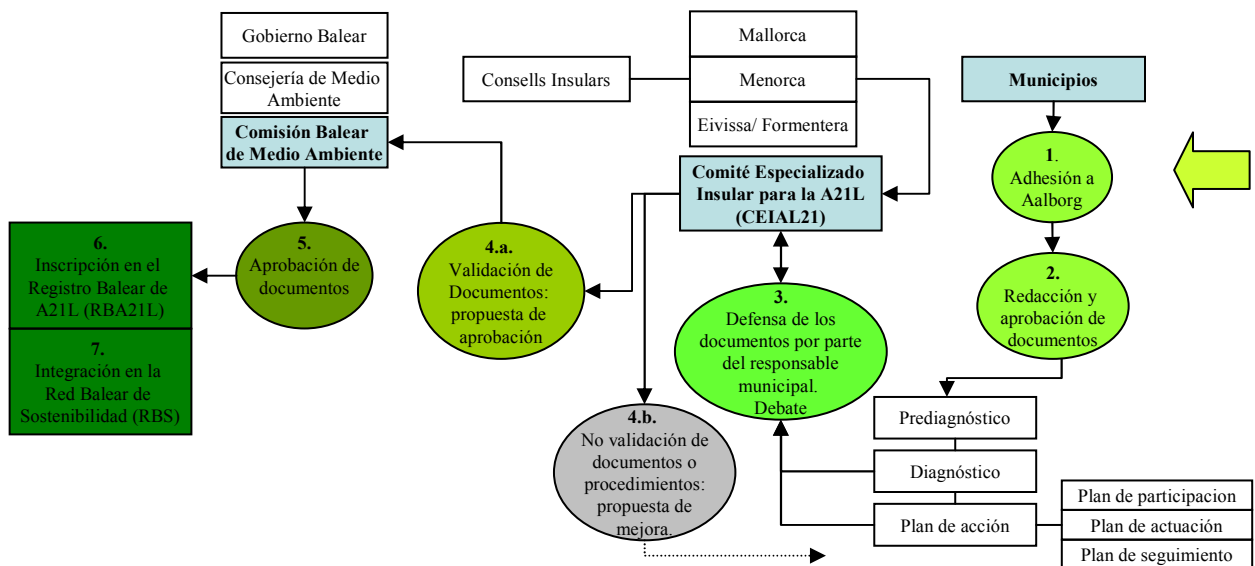 Gobierno Balear
Consejería de Medio
Ambiente
Comisión Balear
de Medio Ambiente
Consells Insulars
Mallorca
Menorca
Eivissa/ Formentera
Municipios
1.
Adhesión a
Aalborg
Comité Especializado
Insular para la A21L
(CEIAL21)
2.
Redacción y
aprobación de
documentos
6.
Inscripción en el
Registro Balear de
A21L (RBA21L)
7.
Integración en la
Red Balear de
Sostenibilidad (RBS)
5.
Aprobación de
documentos
4.a.
Validación de
Documentos:
propuesta de
aprobación
3.
Defensa de los
documentos por parte
del responsable
municipal.
Debate
4.b.
No validación de
documentos o
procedimientos:
propuesta de
mejora.
Prediagnóstico
Diagnóstico
Plan de acción
Plan de participacion
Plan de actuación
Plan de seguimiento